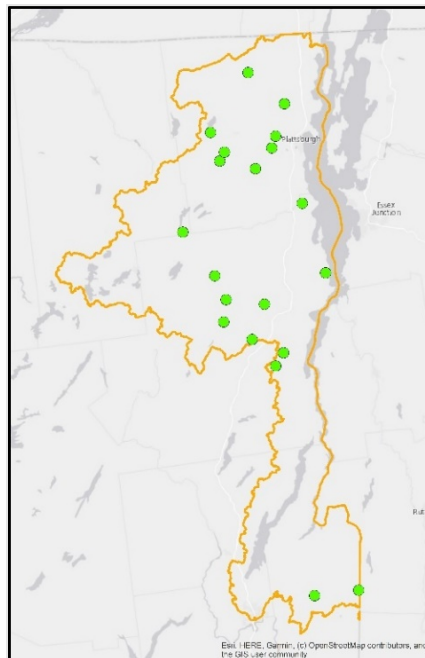 Plattsburgh
Essex
Junction
Esri, HERE, Garmin, (c) OpenStreetMap contributors, and
the GIS user community